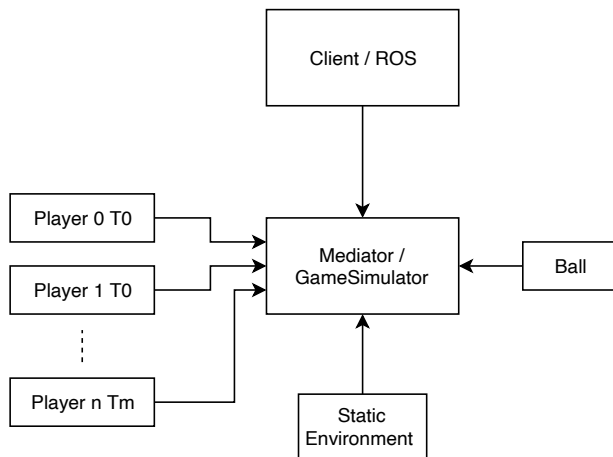 Client / ROS
Player 0 T0
Player 1 T0
Player n Tm
Mediator /
GameSimulator
Ball
Static
Environment